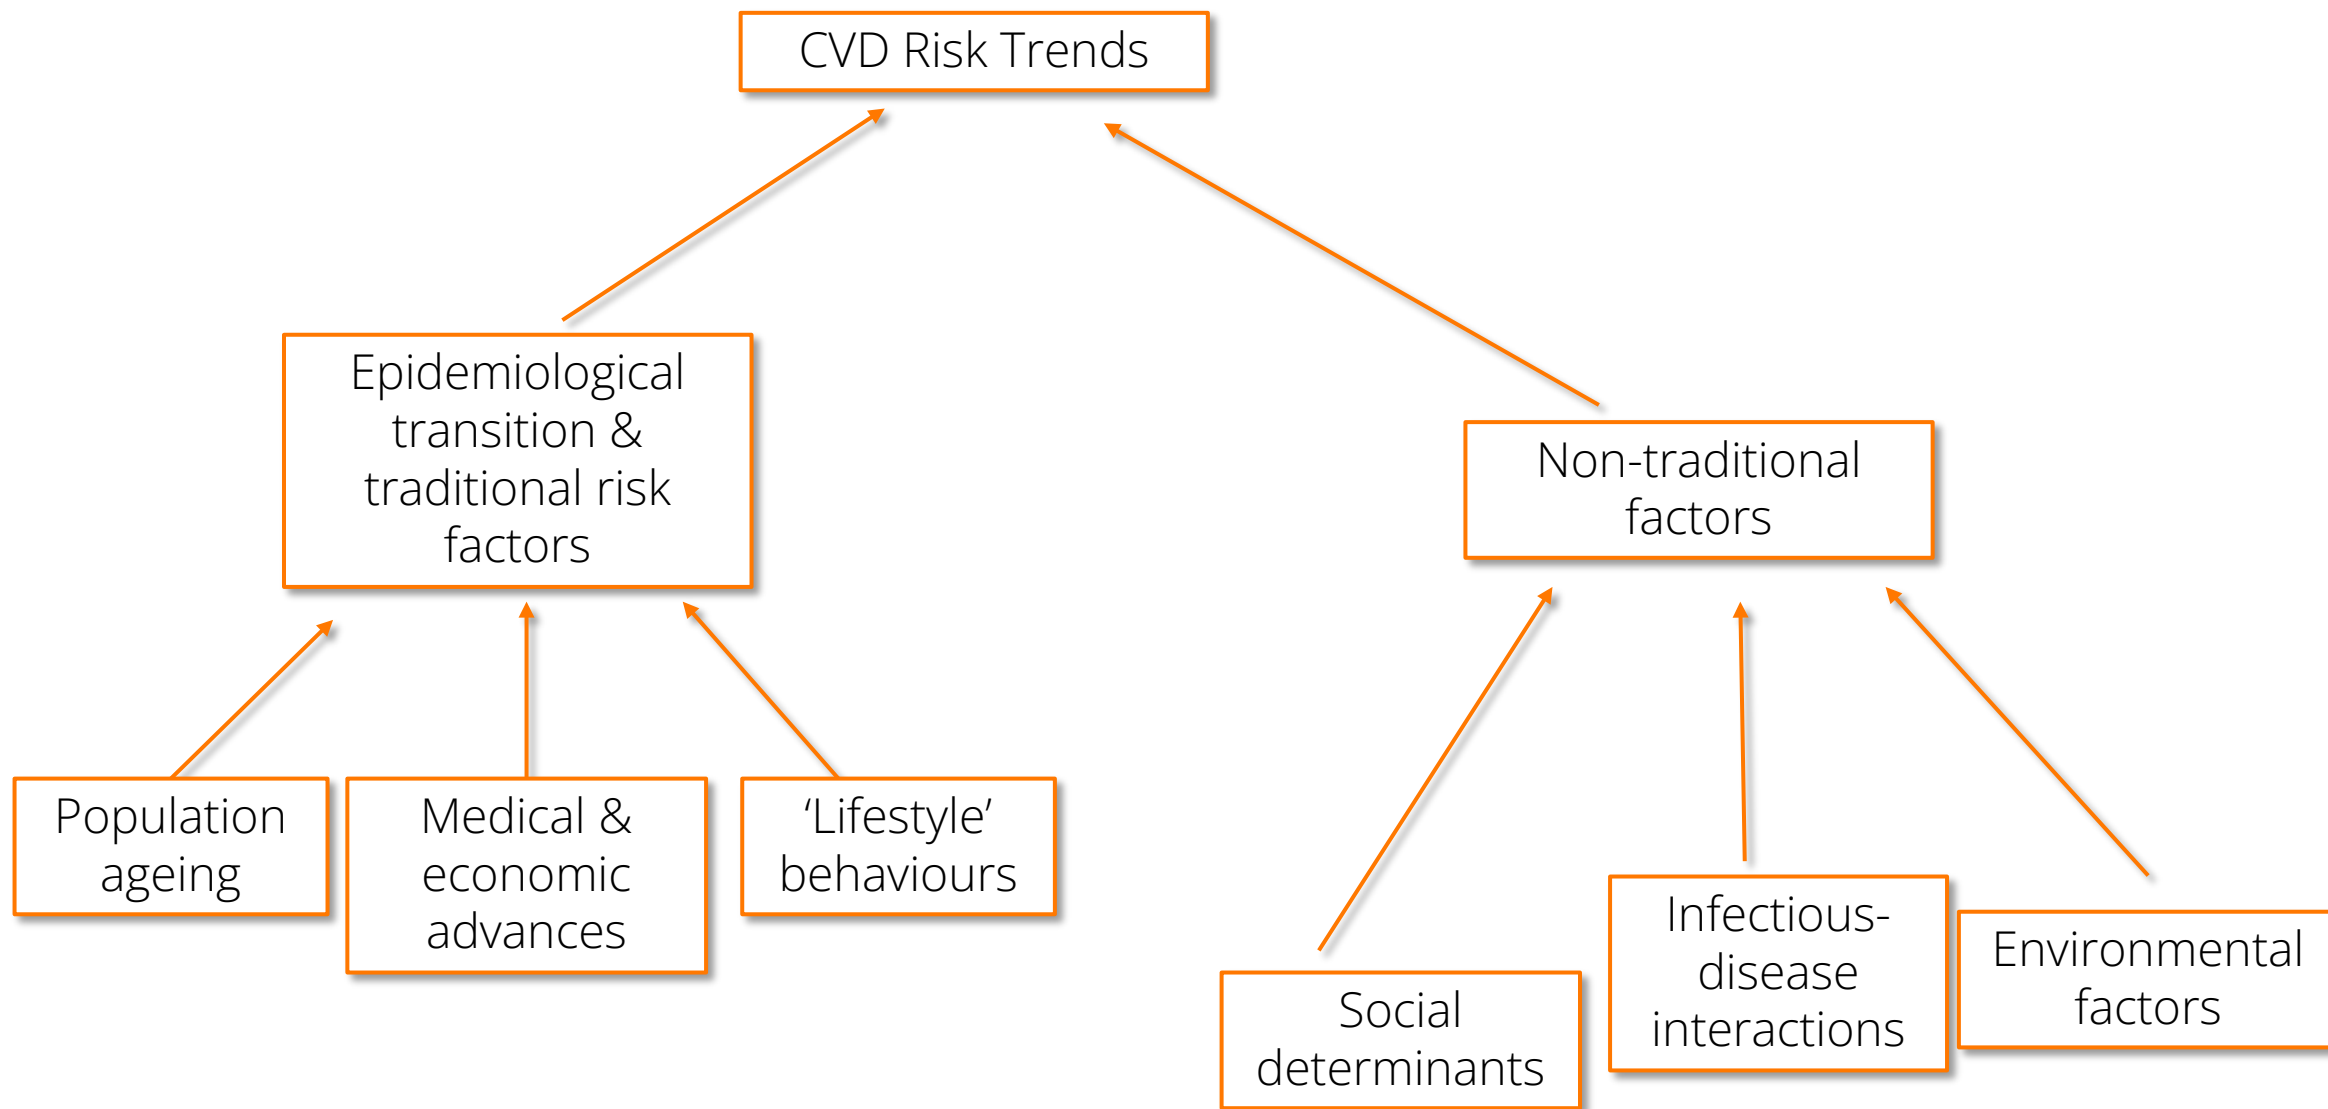 CVD Risk Trends
Epidemiological
transition &
traditional risk
factors
Non-traditional
factors
Population
ageing
Medical &
economic
advances
‘Lifestyle’
behaviours
Social
determinants
Infectious-
disease
interactions
Environmental
factors